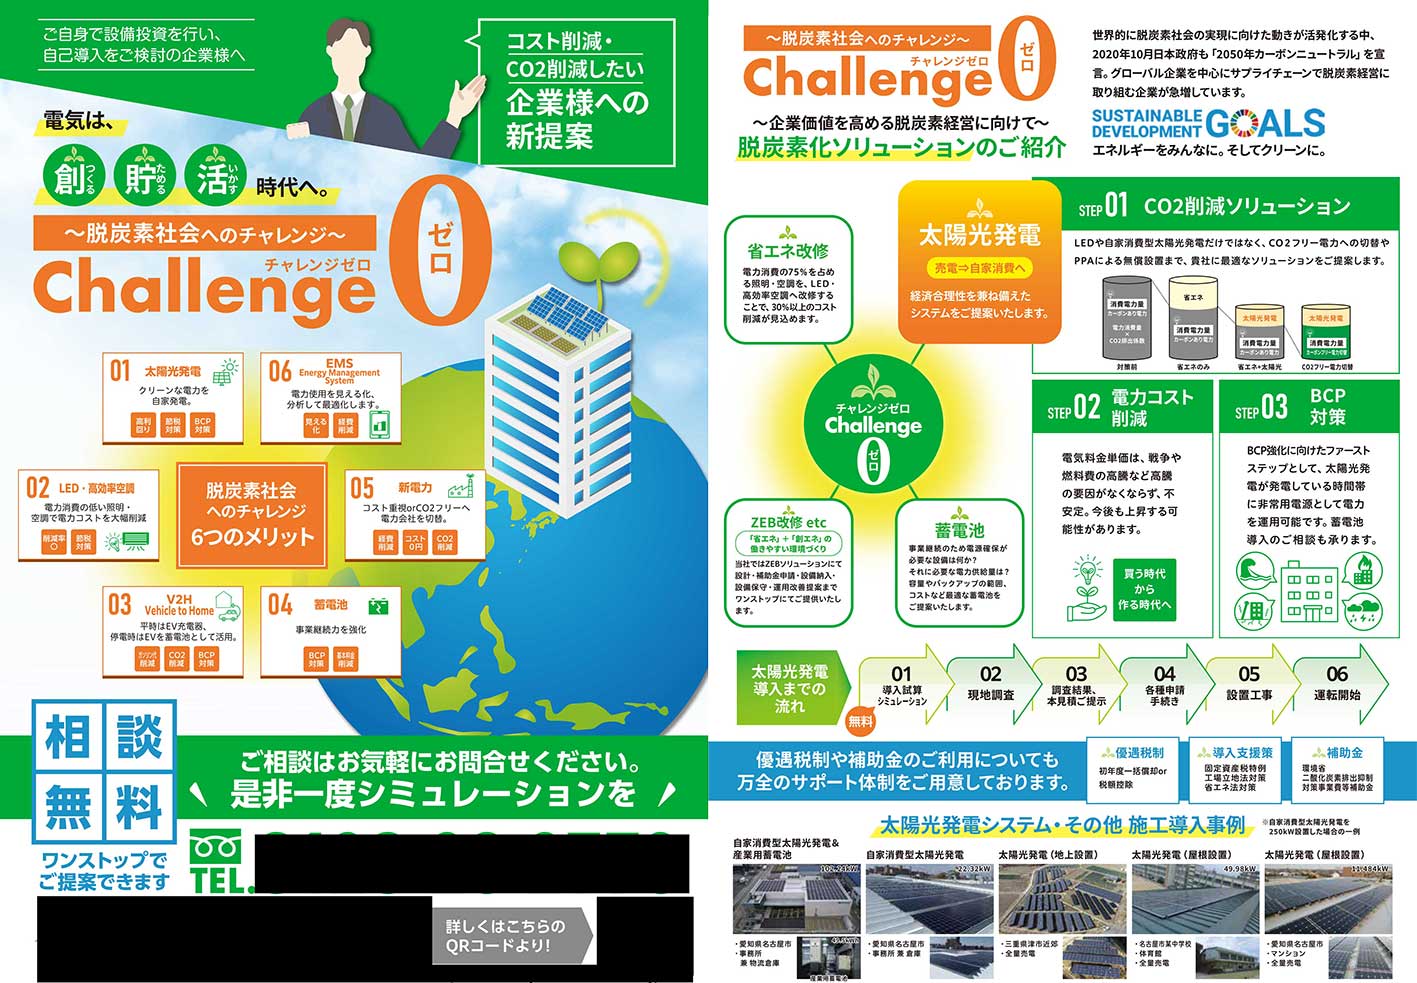 ご自身で設備投資を行い、
自己導入をご検討の企業様へ
コスト削減・
CO2削減したい
企業様への
新提案
電気は、
創 つくる 貯 ためる 活 いかす 時代へ。
〜脱炭素社会へのチャレンジ〜
チャレンジゼロ
Challenge 0 ゼロ
01 太陽光発電
クリーンな電力を
自家発電。
高利回り 節税対策 BCP対策
06 EMS
Energy Management
System
電力使用を見える化、
分析して最適化します。
見える化 経費削減
02 LED・高効率空調
電力消費の低い照明・
空調で電力コストを大幅削減
削減率〇 節税対策
脱炭素社会
へのチャレンジ
6つのメリット
05 新電力
コスト重視orCO2フリーへ
電力会社を切替。
経費削減 コスト0円 CO2削減
03 V2H
Vehicle to Home
平時はEV充電器、
停電時はEVを蓄電池として活用。
ガソリン代削減 CO2削減 BCP対策
04 蓄電池
事業継続力を強化
BCP対策 基本料金削減
相談
無料
ワンストップで
ご提案できます
ご相談はお気軽にお問合せください。
是非一度シミュレーションを
TEL.
詳しくはこちらの
QRコードより!
〜脱炭素社会へのチャレンジ〜
チャレンジゼロ
Challenge 0 ゼロ
〜企業価値を高める脱炭素経営に向けて〜
脱炭素化ソリューションのご紹介
世界的に脱炭素社会の実現に向けた動きが活発化する中、
2020年10月日本政府も「2050年カーボンニュートラル」を宣
言。グローバル企業を中心にサプライチェーンで脱炭素経営に
取り組む企業が急増しています。
SUSTAINABLE
DEVELOPMENT GOALS
エネルギーをみんなに。そしてクリーンに。
省エネ改修
電力消費の75%を占め
る照明・空調を、LED・
高効率空調へ改修する
ことで、30%以上のコスト
削減が見込めます。
太陽光発電
売電⇒自家消費へ
経済合理性を兼ね備えた
システムをご提案いたします。
チャレンジゼロ
Challenge
0 ゼロ
ZEB改修 etc
「省エネ」+「創エネ」の
働きやすい環境づくり
当社ではZEBソリューションにて
設計・補助金申請・設備納入・
設備保守・運用改善提案まで
ワンストップにてご提供いたし
ます。
蓄電池
事業継続のため電源確保が
必要な設備は何か?
それに必要な電力供給量は?
容量やバックアップの範囲、
コストなど最適な蓄電池を
ご提案いたします。
STEP 01 CO2削減ソリューション
LEDや自家消費型太陽光発電だけではなく、CO2フリー電力への切替や
PPAによる無償設置まで、貴社に最適なソリューションをご提案します。
消費電力量
カーボンあり電力
電力消費量
×
CO2排出係数
対策前
省エネ
消費電力量
カーボンあり電力
省エネのみ
太陽光発電
消費電力量
カーボンあり電力
省エネ+太陽光
太陽光発電
消費電力量
カーボンフリー電力切替
CO2フリー電力切替
STEP 02 電力コスト
削減
電気料金単価は、戦争や
燃料費の高騰など高騰
の要因がなくならず、不
安定。今後も上昇する可
能性があります。
買う時代
から
作る時代へ
STEP 03 BCP
対策
BCP強化に向けたファースト
ステップとして、太陽光発
電が発電している時間帯
に非常用電源として電力
を運用可能です。蓄電池
導入のご相談も承ります。
太陽光発電
導入までの
流れ
無料
01
導入試算
シミュレーション
02
現地調査
03
調査結果、
本見積ご提示
04
各種申請
手続き
05
設置工事
06
運転開始
優遇税制や補助金のご利用についても
万全のサポート体制をご用意しております。
優遇税制
初年度一括償却or
税額控除
導入支援策
固定資産税特例
工場立地法対策
省エネ法対策
補助金
環境省
二酸化炭素排出抑制
対策事業費等補助金
太陽光発電システム・その他 施工導入事例
※自家消費型太陽光発電を
250kW設置した場合の一例
自家消費型太陽光発電&
産業用蓄電池
102.24kW
・愛知県名古屋市
・事務所
兼 物流倉庫
産業用蓄電池
自家消費型太陽光発電
22.32kW
・愛知県名古屋市
・事務所 兼 倉庫
太陽光発電(地上設置)
・三重県津市近郊
・全量売電
太陽光発電(屋根設置)
49.98kW
・名古屋市某中学校
・体育館
・全量売電
太陽光発電(屋根設置)
11.484kW
・愛知県名古屋市
・マンション
・全量売電